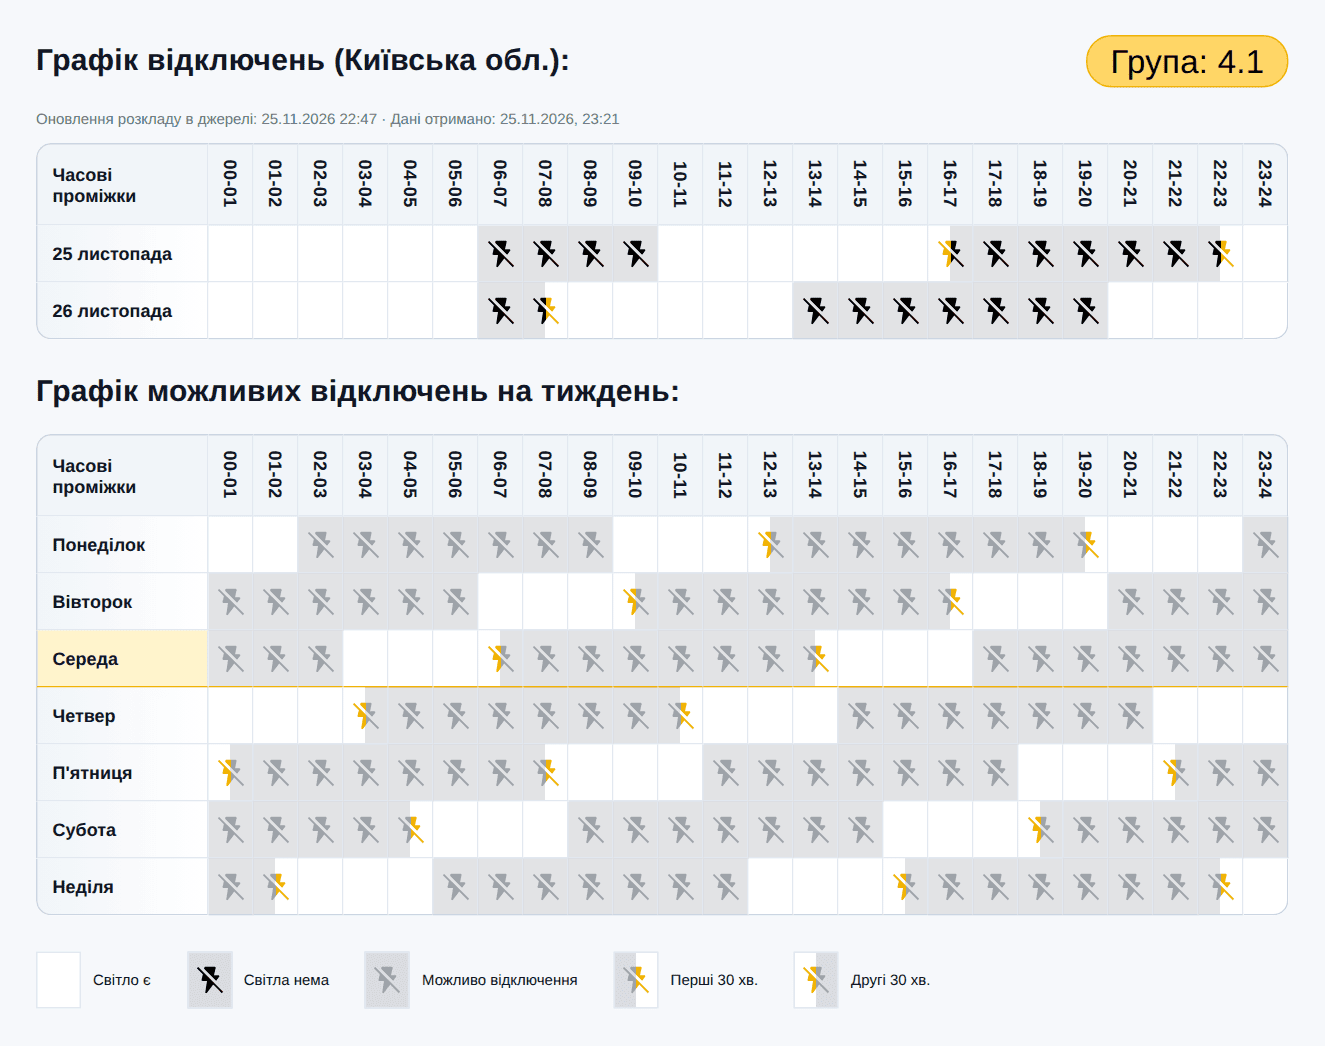 Графік відключень (Київська обл.):
Група: 4.1
Оновлення розкладу в джерелі: 25.11.2026 22:47 · Дані отримано: 25.11.2026, 23:21
Часові проміжки 00-01 01-02 02-03 03-04 04-05 05-06 06-07 07-08 08-09 09-10 10-11 11-12 12-13 13-14 14-15 15-16 16-17 17-18 18-19 19-20 20-21 21-22 22-23 23-24
25 листопада
26 листопада
Графік можливих відключень на тиждень:
Часові проміжки 00-01 01-02 02-03 03-04 04-05 05-06 06-07 07-08 08-09 09-10 10-11 11-12 12-13 13-14 14-15 15-16 16-17 17-18 18-19 19-20 20-21 21-22 22-23 23-24
Понеділок
Вівторок
Середа
Четвер
П'ятниця
Субота
Неділя
Світло є Світла нема Можливо відключення Перші 30 хв. Другі 30 хв.